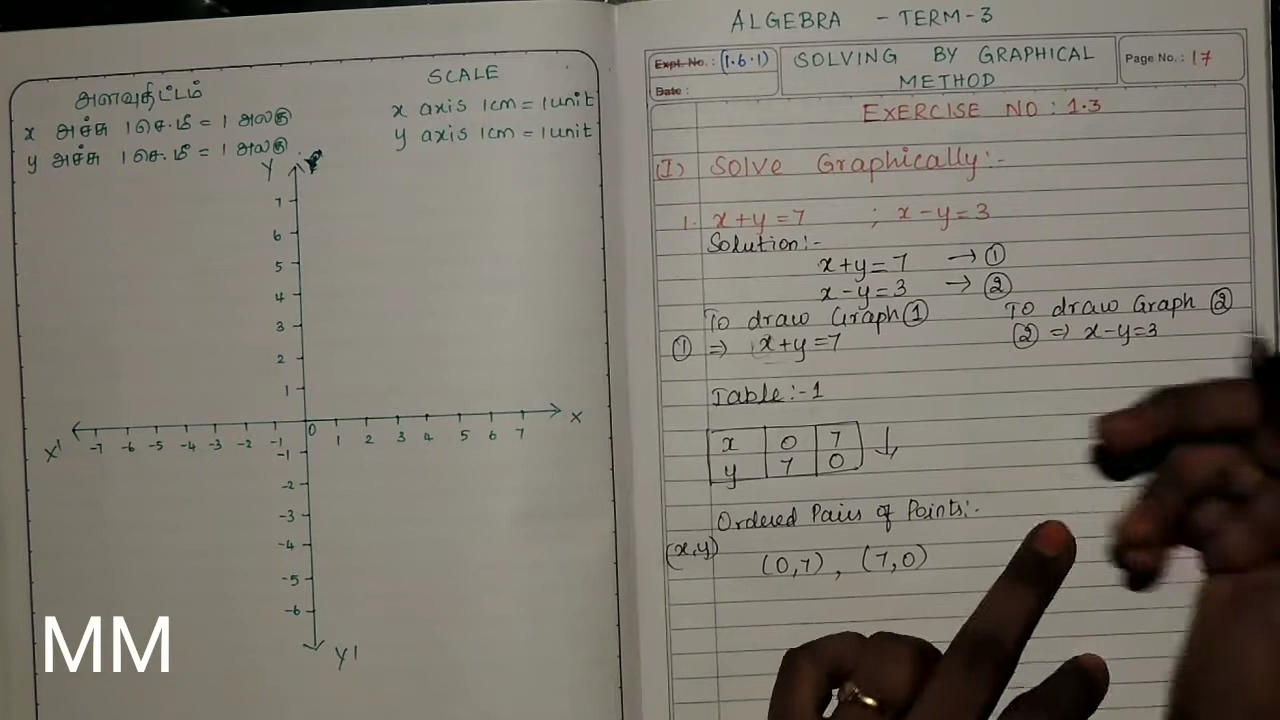 அளவுதிட்டம்
x அச்சு 1செ.மீ = 1 அலகு
y அச்சு 1செ.மீ = 1 அலகு
SCALE
x axis 1cm = 1unit
y axis 1cm = 1unit
Y
7
6
5
4
3
2
1
X' -7 -6 -5 -4 -3 -2 -1 0 1 2 3 4 5 6 7 X
-1
-2
-3
-4
-5
-6
Y'
MM
ALGEBRA - TERM-3
Expt. No. : (1.6.1)
Date :
SOLVING BY GRAPHICAL
METHOD
Page No. : 17
EXERCISE NO : 1.3
(I) Solve Graphically:-
1. x+y=7 ; x-y=3
Solution:-
x+y=7 → ①
x-y=3 → ②
To draw Graph ① TO draw Graph ②
① ⇒ x+y=7 ② ⇒ x-y=3
Table:-1
x 0 7
y 7 0
Ordered Pairs of Points:-
(x,y) (0,7), (7,0)